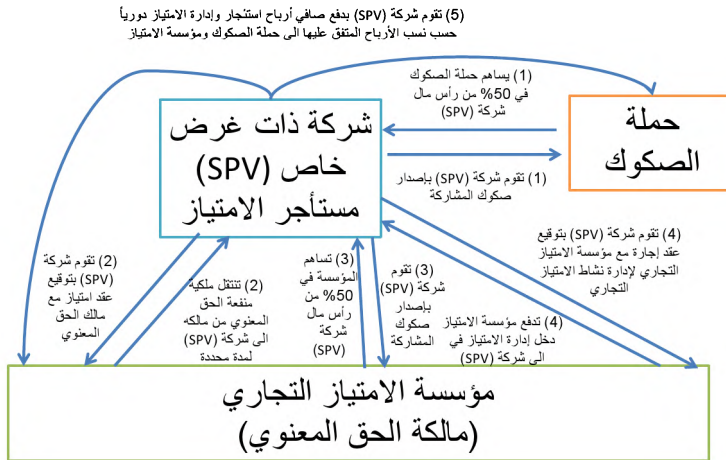 (5) تقوم شركة (SPV) بدفع صافي أرباح استئجار وإدارة الامتياز دورياً
حسب نسب الأرباح المتفق عليها الى حملة الصكوك ومؤسسة الامتياز
(1) يساهم حملة الصكوك
في 50% من رأس مال
شركة (SPV)
حملة
الصكوك
شركة ذات غرض
خاص (SPV)
مستأجر الامتياز
(1) تقوم شركة (SPV) بإصدار
صكوك المشاركة
(4) تقوم شركة (SPV) بتوقيع
عقد إجارة مع مؤسسة الامتياز
التجاري لإدارة نشاط الامتياز
التجاري
(2) تقوم شركة
(SPV) بتوقيع
عقد امتياز مع
مالك الحق
المعنوي
(2) تنتقل ملكية
منفعة الحق
المعنوي من مالكه
الى شركة (SPV)
لمدة محددة
(3) تساهم
المؤسسة في
50% من
رأس مال
شركة
(SPV)
(3) تقوم
شركة (SPV)
بإصدار
صكوك
المشاركة
(4) تدفع مؤسسة الامتياز
دخل إدارة الامتياز في
الى شركة (SPV)
مؤسسة الامتياز التجاري
(مالكة الحق المعنوي)